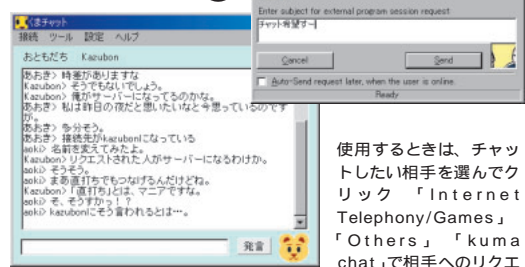 くまチャット
接続 ツール 設定 ヘルプ
おともだち Kazubon
あおき> 時差がありますな
Kazubon> そうでもないでしょう。
Kazubon> 俺がサーバーになってるのかな。
あおき> 私は昨日の夜だと思いたいなと今思っているのです
が。
あおき> 多分そう。
あおき> 接続先がkazubonになっている
aoki> 名前を変えてみたよ。
Kazubon> リクエストされた人がサーバーになるわけか。
aoki> そうそう。
aoki> まあ直打ちでもつなげるんだけどね。
Kazubon> 「直打ち」とは、マニアですな。
aoki> そ、そうすかっ!?
aoki> kazubonにそう言われるとは…。
発言
Enter subject for external program session request
チャット希望すー
Cancel
Send
Auto-Send request later, when the user is online.
Ready
使用するときは、チャッ
トしたい相手を選んでク
リック 「Internet
Telephony/Games」
「Others」 「kuma
chat」で相手へのリクエ